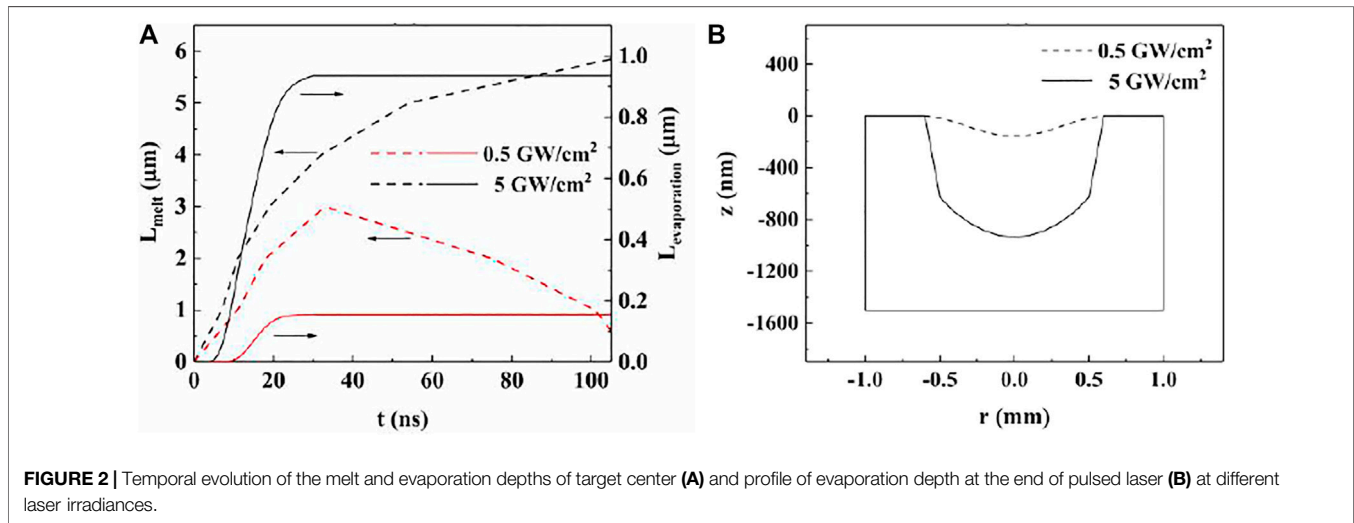 A
6
5
4
3
2
1
0
L_melt (μm)
1.0
0.8
0.6
0.4
0.2
0.0
L_evaporation (μm)
0.5 GW/cm²
5 GW/cm²
0 20 40 60 80 100
t (ns)
B
0.5 GW/cm²
5 GW/cm²
400
0
-400
-800
-1200
-1600
z (nm)
-1.0 -0.5 0.0 0.5 1.0
r (mm)
FIGURE 2 | Temporal evolution of the melt and evaporation depths of target center (A) and profile of evaporation depth at the end of pulsed laser (B) at different
laser irradiances.